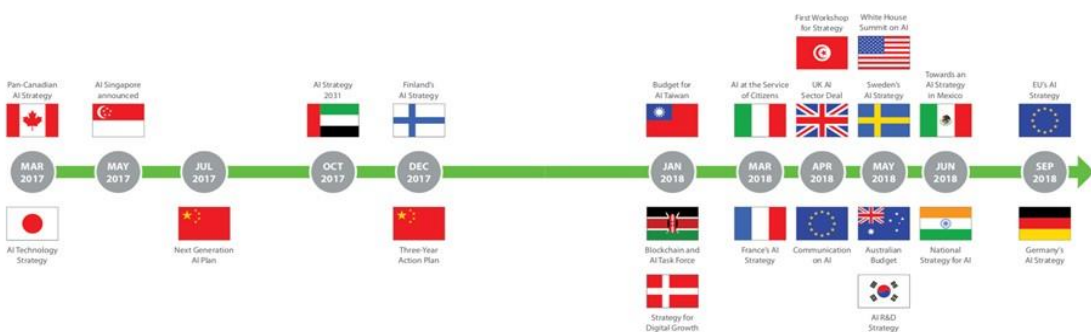 First Workshop
for Strategy
White House
Summit on AI
Pan-Canadian
AI Strategy
AI Singapore
announced
AI Strategy
2031
Finland's
AI Strategy
Budget for
AI Taiwan
AI at the Service
of Citizens
UK AI
Sector Deal
Sweden's
AI Strategy
Towards an
AI Strategy
in Mexico
EU's AI
Strategy
MAR
2017
MAY
2017
JUL
2017
OCT
2017
DEC
2017
JAN
2018
MAR
2018
APR
2018
MAY
2018
JUN
2018
SEP
2018
AI Technology
Strategy
Next Generation
AI Plan
Three-Year
Action Plan
Blockchain and
AI Task Force
France's AI
Strategy
Communication
on AI
Australian
Budget
National
Strategy for AI
Germany's
AI Strategy
Strategy for
Digital Growth
AI R&D
Strategy